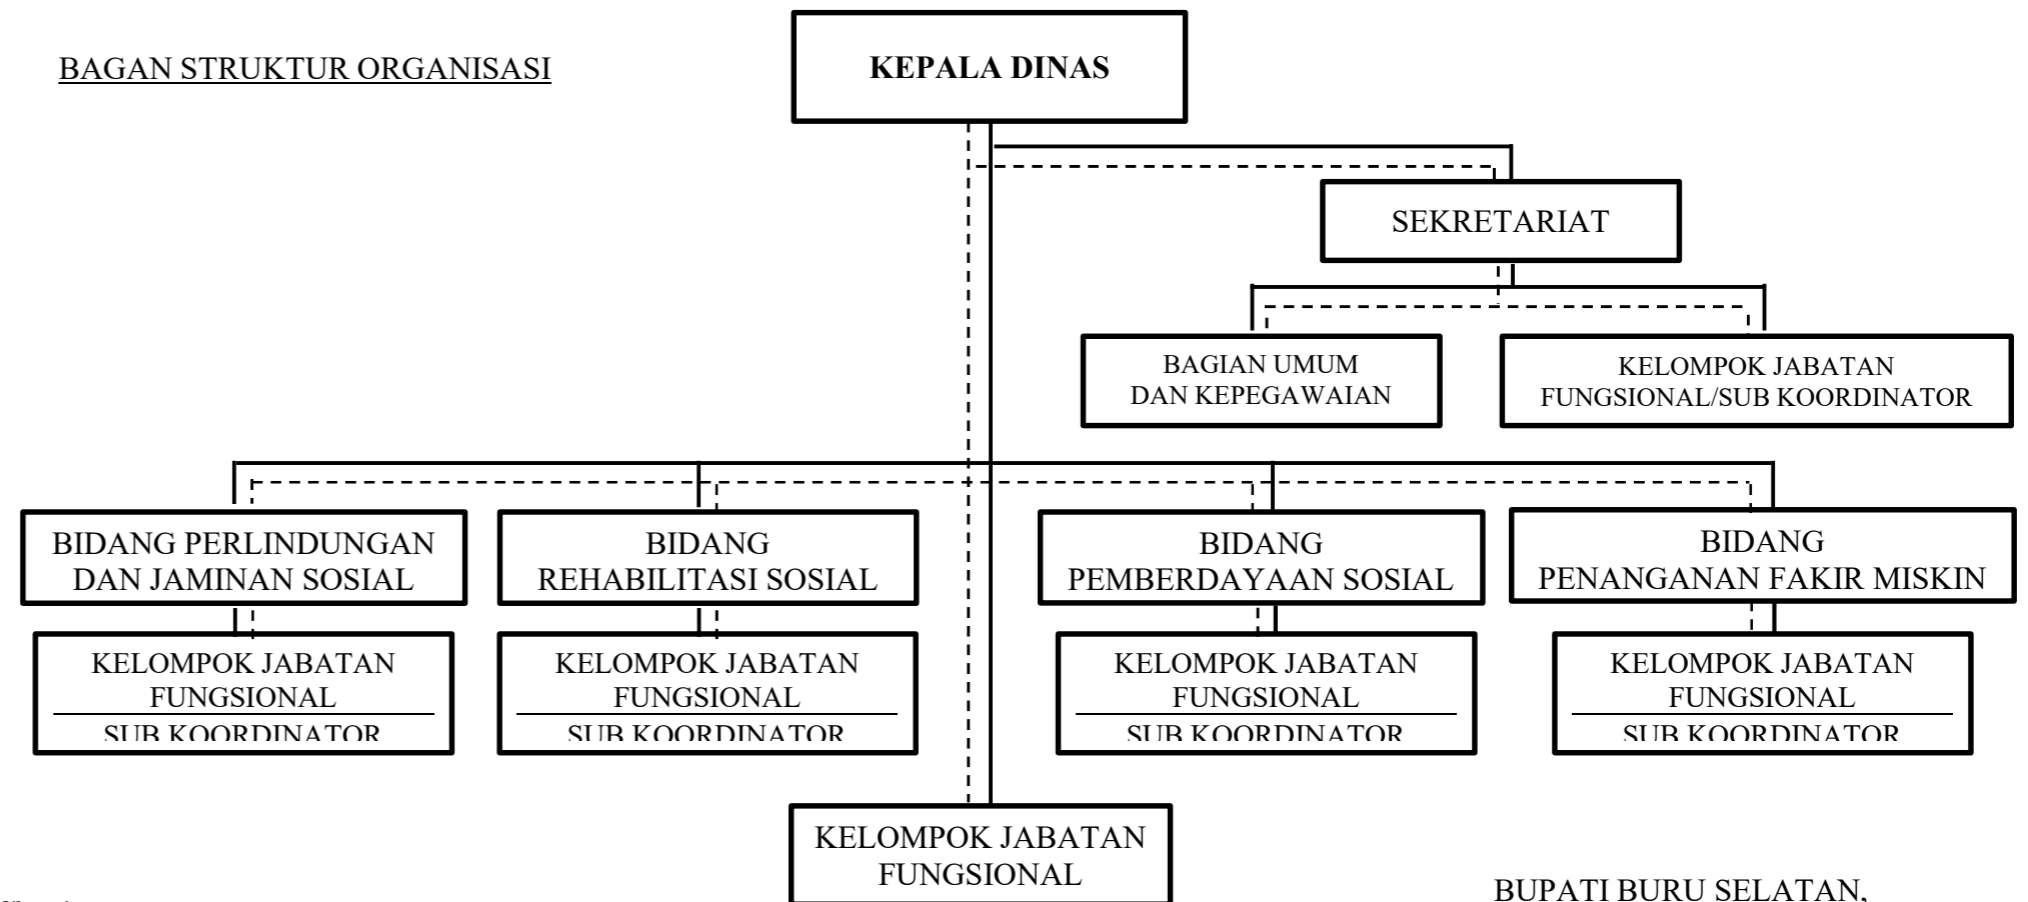 BAGAN STRUKTUR ORGANISASI
KEPALA DINAS
SEKRETARIAT
BAGIAN UMUM
DAN KEPEGAWAIAN
KELOMPOK JABATAN
FUNGSIONAL/SUB KOORDINATOR
BIDANG PERLINDUNGAN
DAN JAMINAN SOSIAL
BIDANG
REHABILITASI SOSIAL
BIDANG
PEMBERDAYAAN SOSIAL
BIDANG
PENANGANAN FAKIR MISKIN
KELOMPOK JABATAN
FUNGSIONAL
SUB KOORDINATOR
KELOMPOK JABATAN
FUNGSIONAL
SUB KOORDINATOR
KELOMPOK JABATAN
FUNGSIONAL
SUB KOORDINATOR
KELOMPOK JABATAN
FUNGSIONAL
SUB KOORDINATOR
KELOMPOK JABATAN
FUNGSIONAL
BUPATI BURU SELATAN,